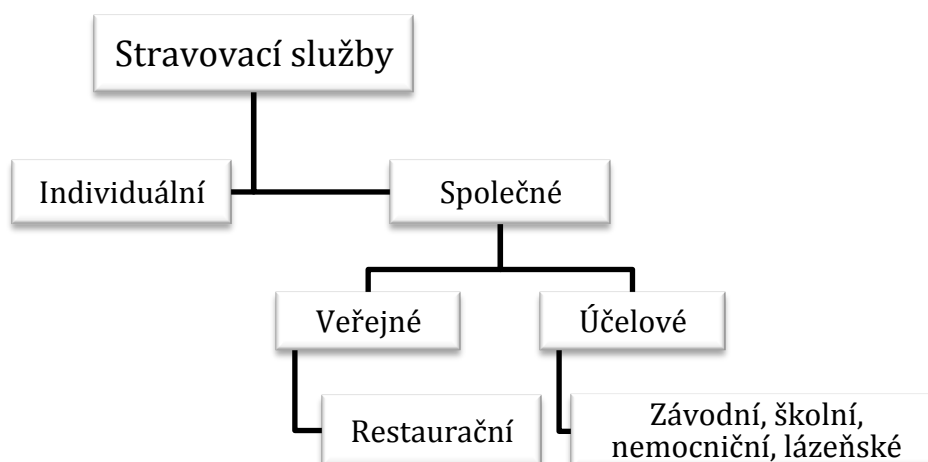 Stravovací služby
Individuální
Společné
Veřejné
Účelové
Restaurační
Závodní, školní,
nemocniční, lázeňské